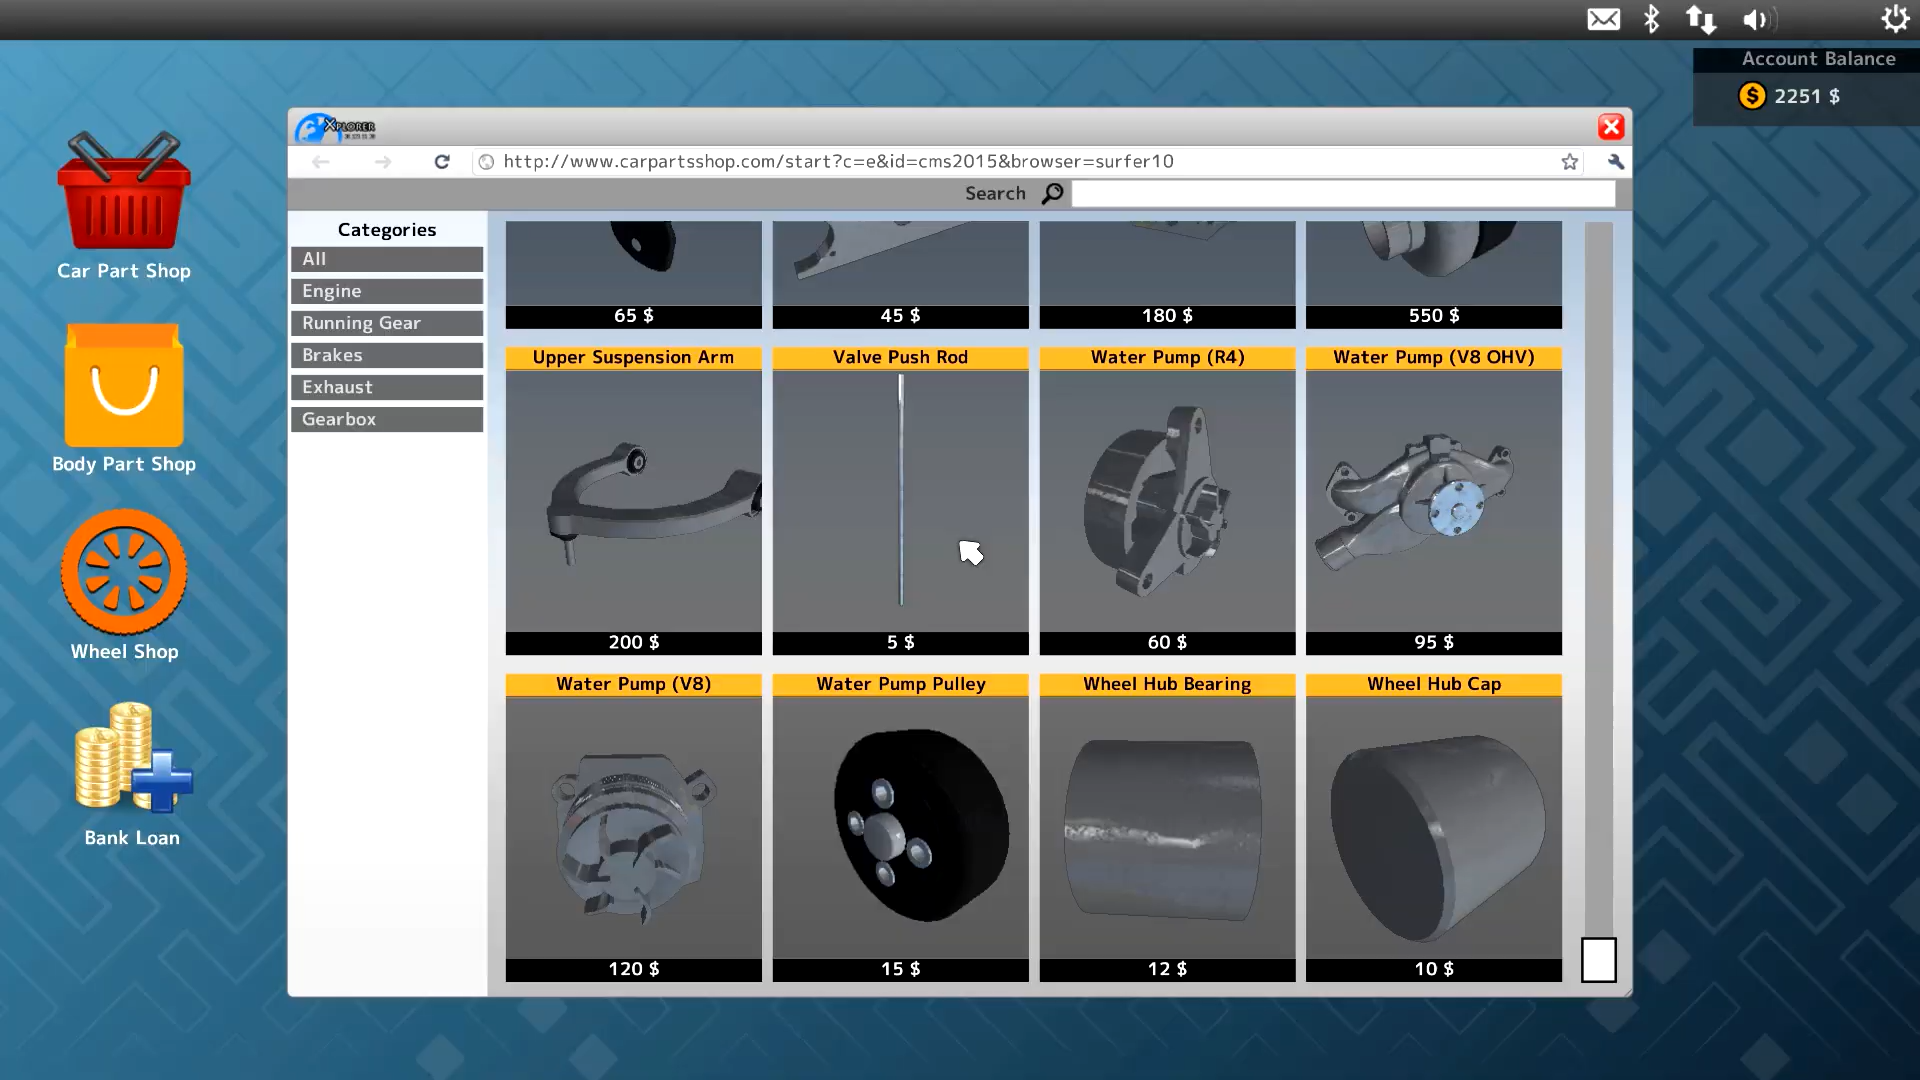 Account Balance
2251 $
XPLORER
http://www.carpartsshop.com/start?c=e&id=cms2015&browser=surfer10
Search
Categories
All
Engine
Running Gear
Brakes
Exhaust
Gearbox
Car Part Shop
Body Part Shop
Wheel Shop
Bank Loan
65 $ 45 $ 180 $ 550 $
Upper Suspension Arm Valve Push Rod Water Pump (R4) Water Pump (V8 OHV)
200 $ 5 $ 60 $ 95 $
Water Pump (V8) Water Pump Pulley Wheel Hub Bearing Wheel Hub Cap
120 $ 15 $ 12 $ 10 $